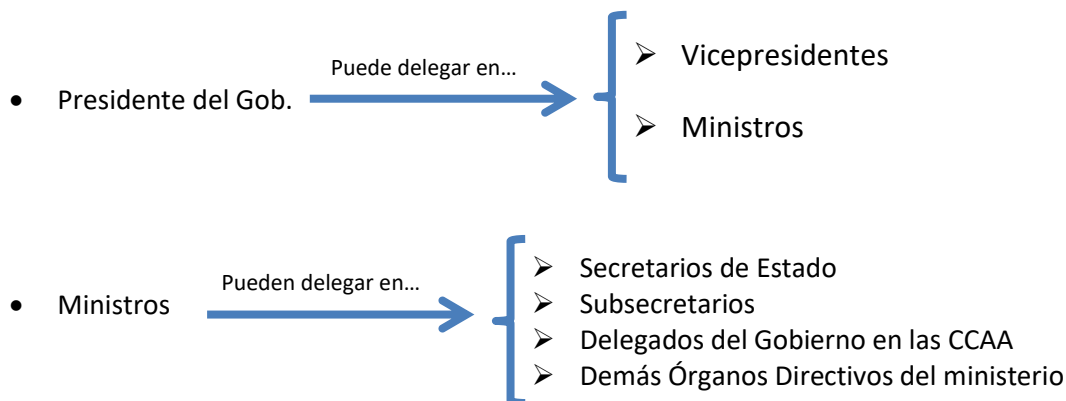 • Presidente del Gob.
Puede delegar en...
➢ Vicepresidentes
➢ Ministros
• Ministros
Pueden delegar en...
➢ Secretarios de Estado
➢ Subsecretarios
➢ Delegados del Gobierno en las CCAA
➢ Demás Órganos Directivos del ministerio